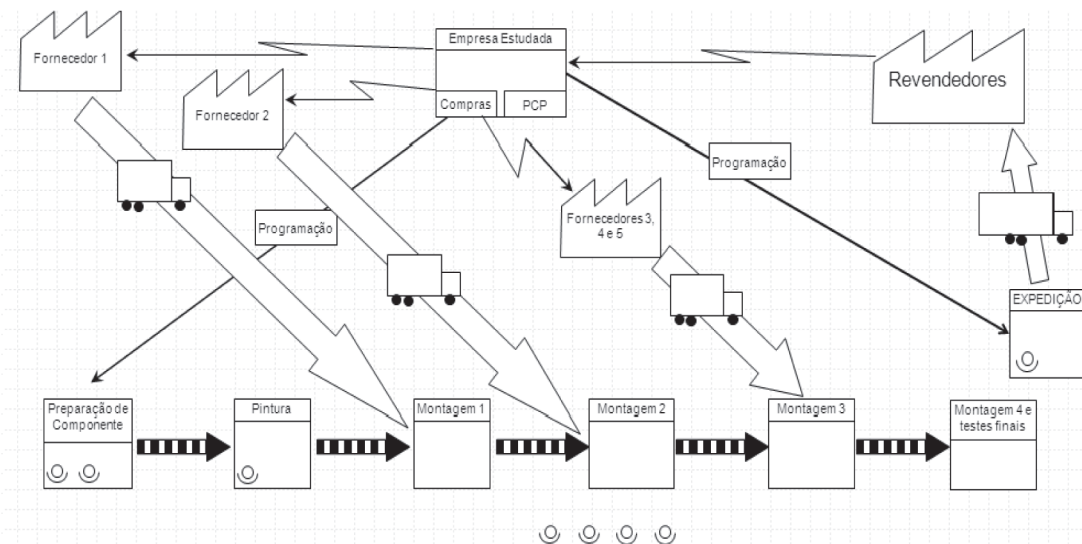 Fornecedor 1
Empresa Estudada
Compras
PCP
Revendedores
Fornecedor 2
Programação
Programação
Fornecedores 3,
4 e 5
EXPEDIÇÃO
Preparação de
Componente
Pintura
Montagem 1
Montagem 2
Montagem 3
Montagem 4 e
testes finais